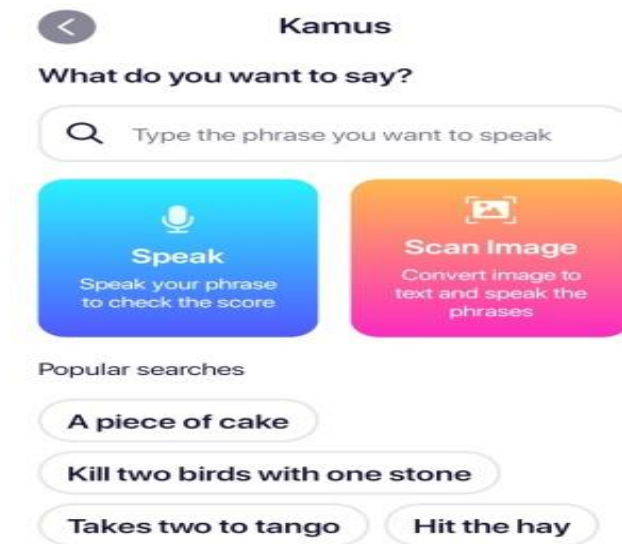 Kamus
What do you want to say?
Type the phrase you want to speak
Speak
Speak your phrase
to check the score
Scan Image
Convert image to
text and speak the
phrases
Popular searches
A piece of cake
Kill two birds with one stone
Takes two to tango
Hit the hay